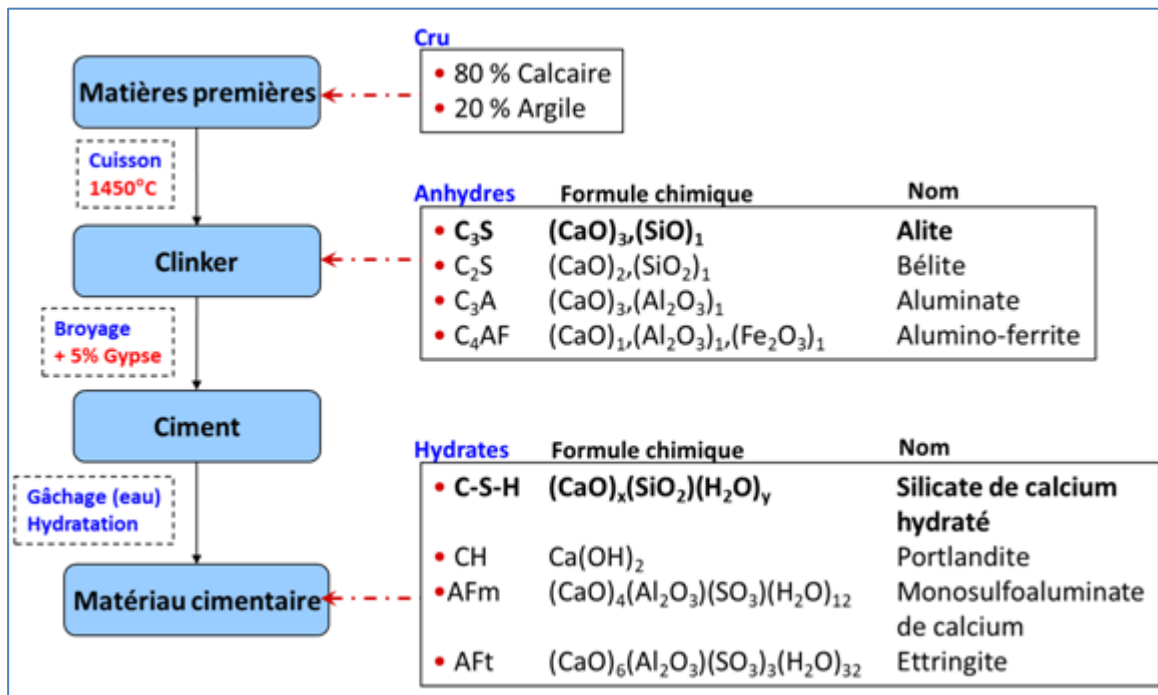 Cru
Matières premières
• 80 % Calcaire
• 20 % Argile
Cuisson
1450°C
Anhydres Formule chimique Nom
Clinker
• C₃S (CaO)₃,(SiO)₁ Alite
• C₂S (CaO)₂,(SiO₂)₁ Bélite
• C₃A (CaO)₃,(Al₂O₃)₁ Aluminate
• C₄AF (CaO)₁,(Al₂O₃)₁,(Fe₂O₃)₁ Alumino-ferrite
Broyage
+ 5% Gypse
Ciment
Hydrates Formule chimique Nom
Gâchage (eau)
Hydratation
• C-S-H (CaO)ₓ(SiO₂)(H₂O)ᵧ Silicate de calcium
hydraté
• CH Ca(OH)₂ Portlandite
Matériau cimentaire
•AFm (CaO)₄(Al₂O₃)(SO₃)(H₂O)₁₂ Monosulfoaluminate
de calcium
• AFt (CaO)₆(Al₂O₃)(SO₃)₃(H₂O)₃₂ Ettringite